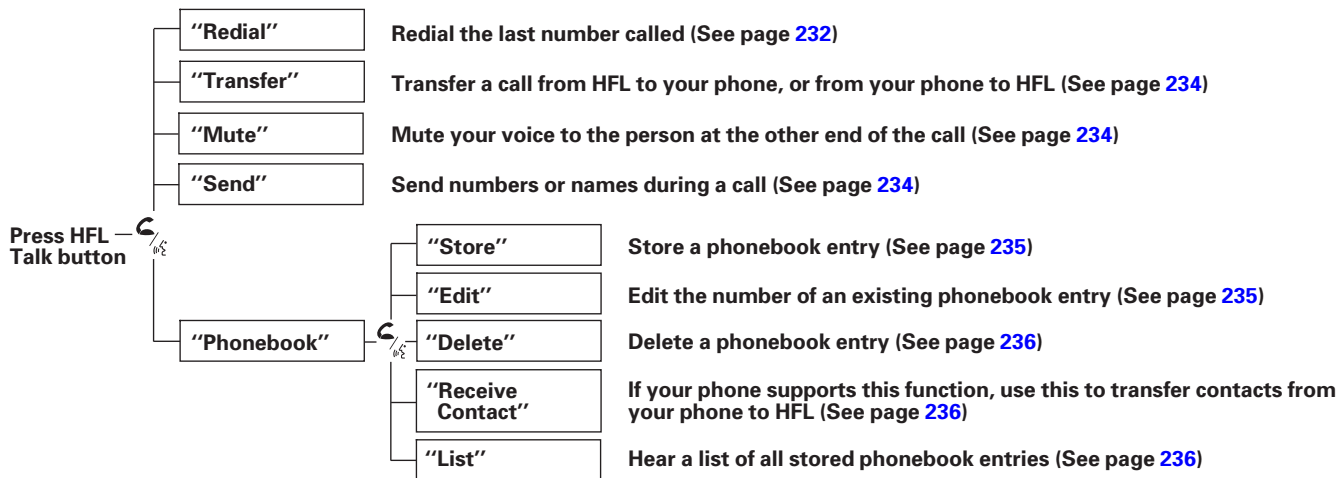 "Redial" Redial the last number called (See page 232)
"Transfer" Transfer a call from HFL to your phone, or from your phone to HFL (See page 234)
"Mute" Mute your voice to the person at the other end of the call (See page 234)
"Send" Send numbers or names during a call (See page 234)
Press HFL
Talk button
"Phonebook"
"Store" Store a phonebook entry (See page 235)
"Edit" Edit the number of an existing phonebook entry (See page 235)
"Delete" Delete a phonebook entry (See page 236)
"Receive
Contact"
If your phone supports this function, use this to transfer contacts from
your phone to HFL (See page 236)
"List" Hear a list of all stored phonebook entries (See page 236)